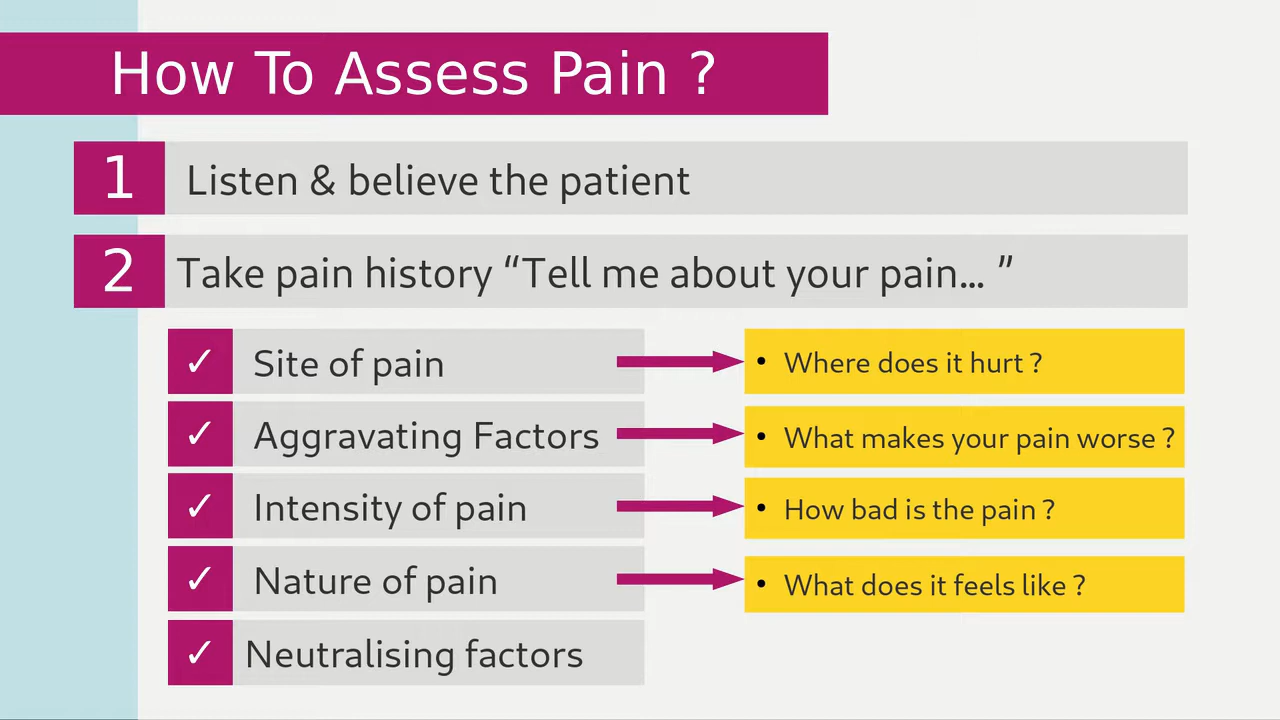 How To Assess Pain ?
1 Listen & believe the patient
2 Take pain history “Tell me about your pain... ”
✓ Site of pain
• Where does it hurt ?
✓ Aggravating Factors
• What makes your pain worse ?
✓ Intensity of pain
• How bad is the pain ?
✓ Nature of pain
• What does it feels like ?
✓ Neutralising factors